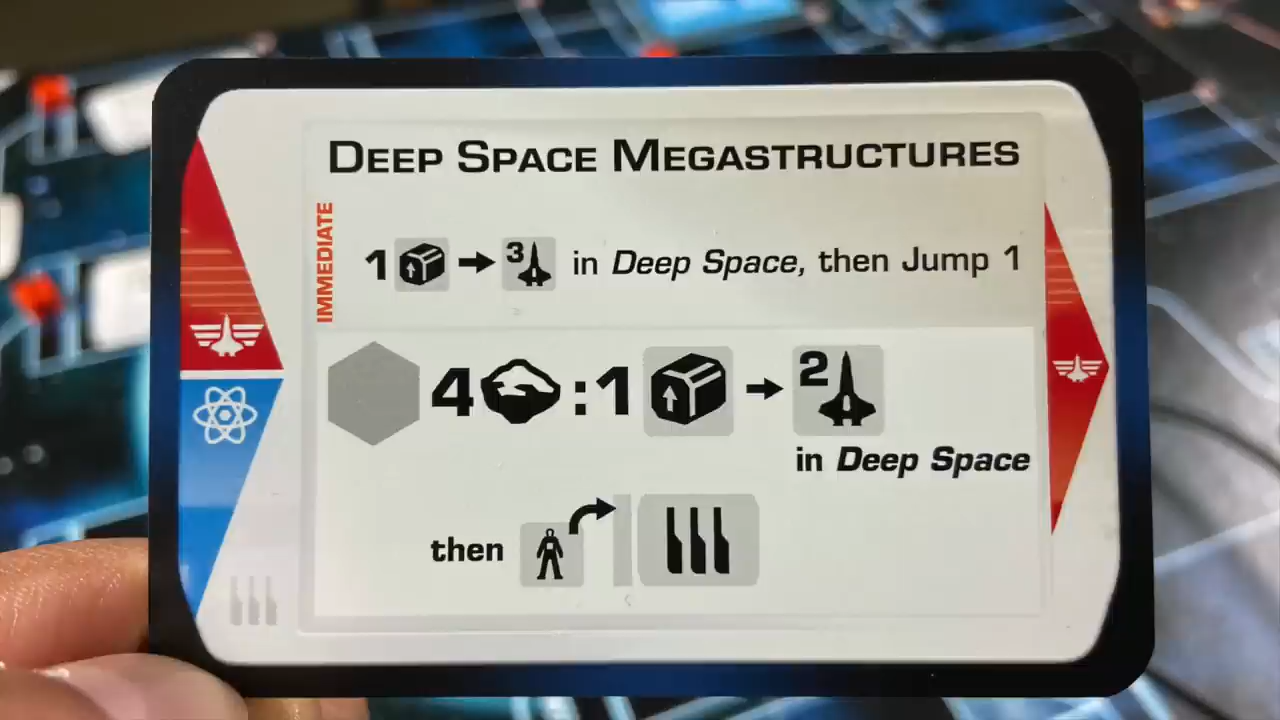 DEEP SPACE MEGASTRUCTURES
IMMEDIATE
1 → 3 in Deep Space, then Jump 1
4 : 1 → 2
in Deep Space
then